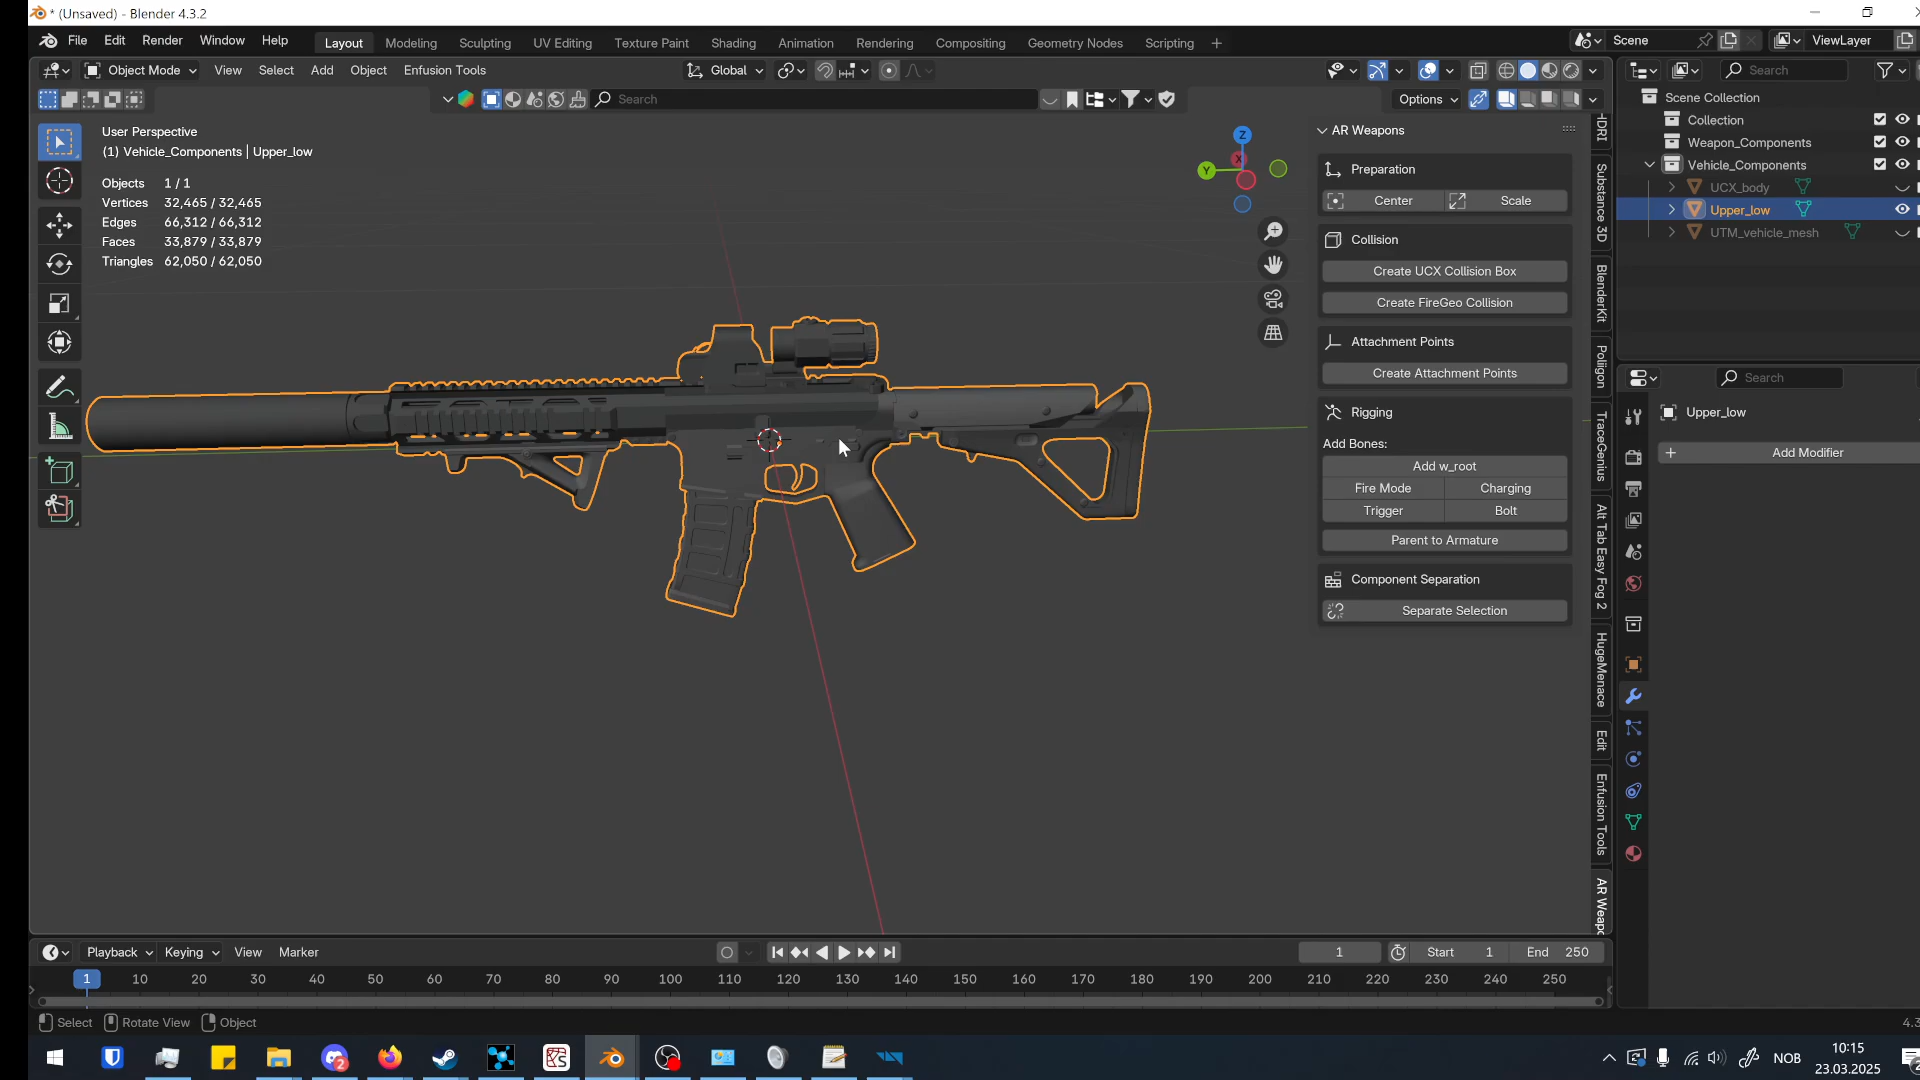 * (Unsaved) - Blender 4.3.2
File Edit Render Window Help Layout Modeling Sculpting UV Editing Texture Paint Shading Animation Rendering Compositing Geometry Nodes Scripting +
Scene
ViewLayer
Object Mode View Select Add Object Enfusion Tools
Global
Search
Search
Options
User Perspective
(1) Vehicle_Components | Upper_low
Objects 1 / 1
Vertices 32,465 / 32,465
Edges 66,312 / 66,312
Faces 33,879 / 33,879
Triangles 62,050 / 62,050
Z
X
Y
AR Weapons
Preparation
Center Scale
Collision
Create UCX Collision Box
Create FireGeo Collision
Attachment Points
Create Attachment Points
Rigging
Add Bones:
Add w_root
Fire Mode Charging
Trigger Bolt
Parent to Armature
Component Separation
Separate Selection
HDRI
Substance 3D
BlenderKit
Poliigon
TraceGenius
Alt Tab Easy Fog 2
HugeMenace
Edit
Enfusion Tools
AR Weapo
Scene Collection
Collection
Weapon_Components
Vehicle_Components
UCX_body
Upper_low
UTM_vehicle_mesh
Search
Upper_low
+ Add Modifier
Playback Keying View Marker
1
Start 1
End 250
1 10 20 30 40 50 60 70 80 90 100 110 120 130 140 150 160 170 180 190 200 210 220 230 240 250
Select Rotate View Object
4.3
2
NOB
10:15
23.03.2025